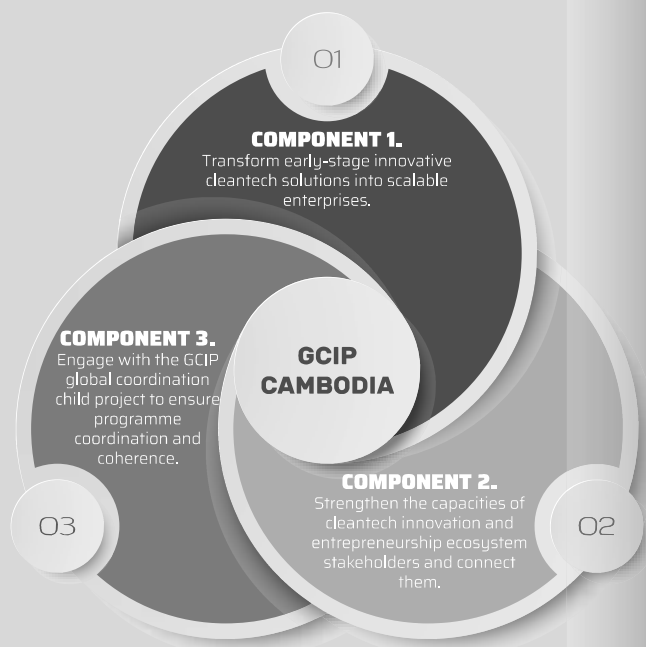 01
COMPONENT 1.
Transform early-stage innovative
cleantech solutions into scalable
enterprises.
GCIP
CAMBODIA
COMPONENT 3.
Engage with the GCIP
global coordination
child project to ensure
programme
coordination and
coherence.
03
COMPONENT 2.
Strengthen the capacities of
cleantech innovation and
entrepreneurship ecosystem
stakeholders and connect
them.
02